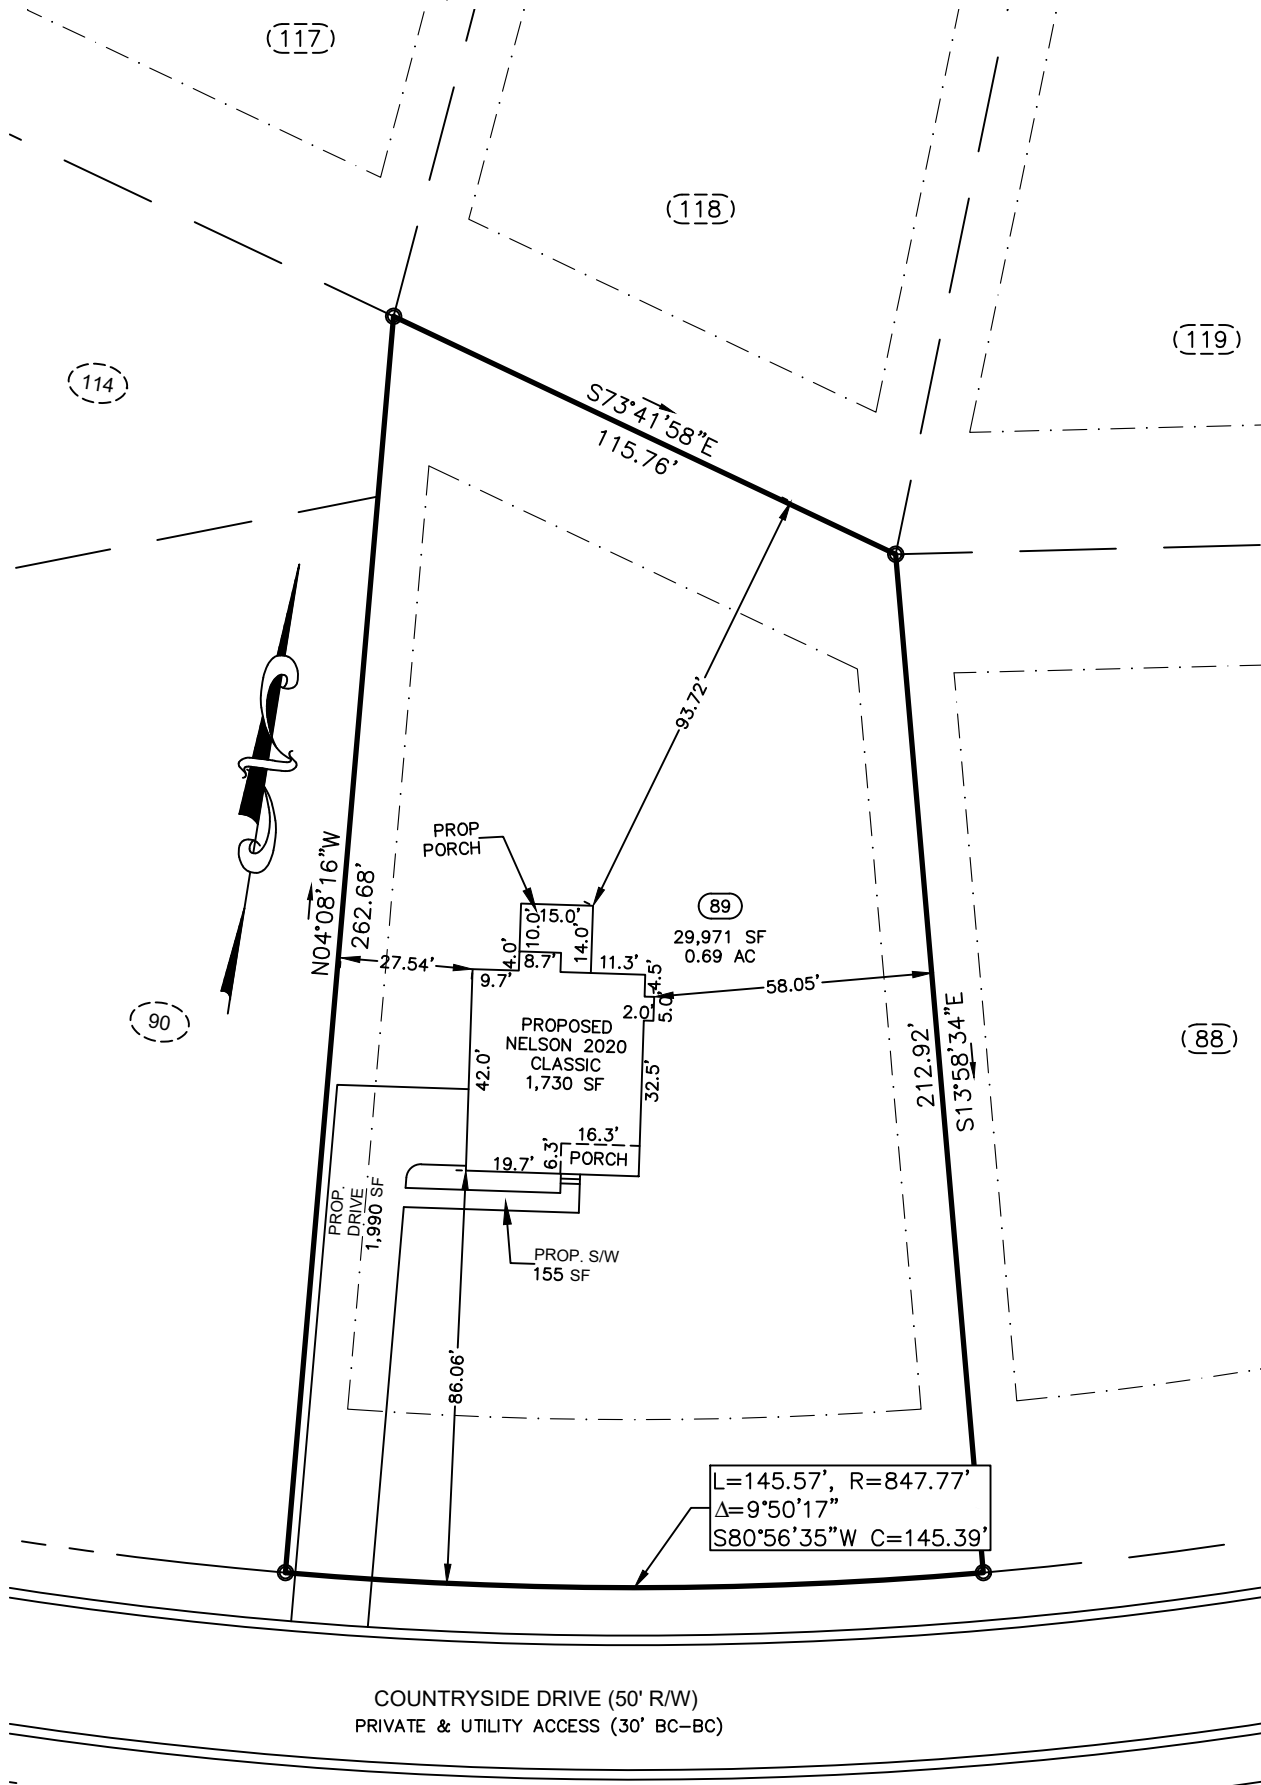 117
118
119
114
S73°41'58"E
115.76'
93.72'
N04°08'16"W
262.68'
PROP
PORCH
89
29,971 SF
0.69 AC
15.0'
10.0'
14.0'
4.0'
8.7'
11.3'
4.5'
27.54'
9.7'
58.05'
2.0'
5.0'
90
88
PROPOSED
NELSON 2020
CLASSIC
1,730 SF
42.0'
32.5'
212.92'
S13°58'34"E
16.3'
6.3'
PORCH
19.7'
PROP.
DRIVE
1,990 SF
PROP. S/W
155 SF
86.06'
L=145.57', R=847.77'
Δ=9°50'17"
S80°56'35"W C=145.39'
COUNTRYSIDE DRIVE (50' R/W)
PRIVATE & UTILITY ACCESS (30' BC-BC)